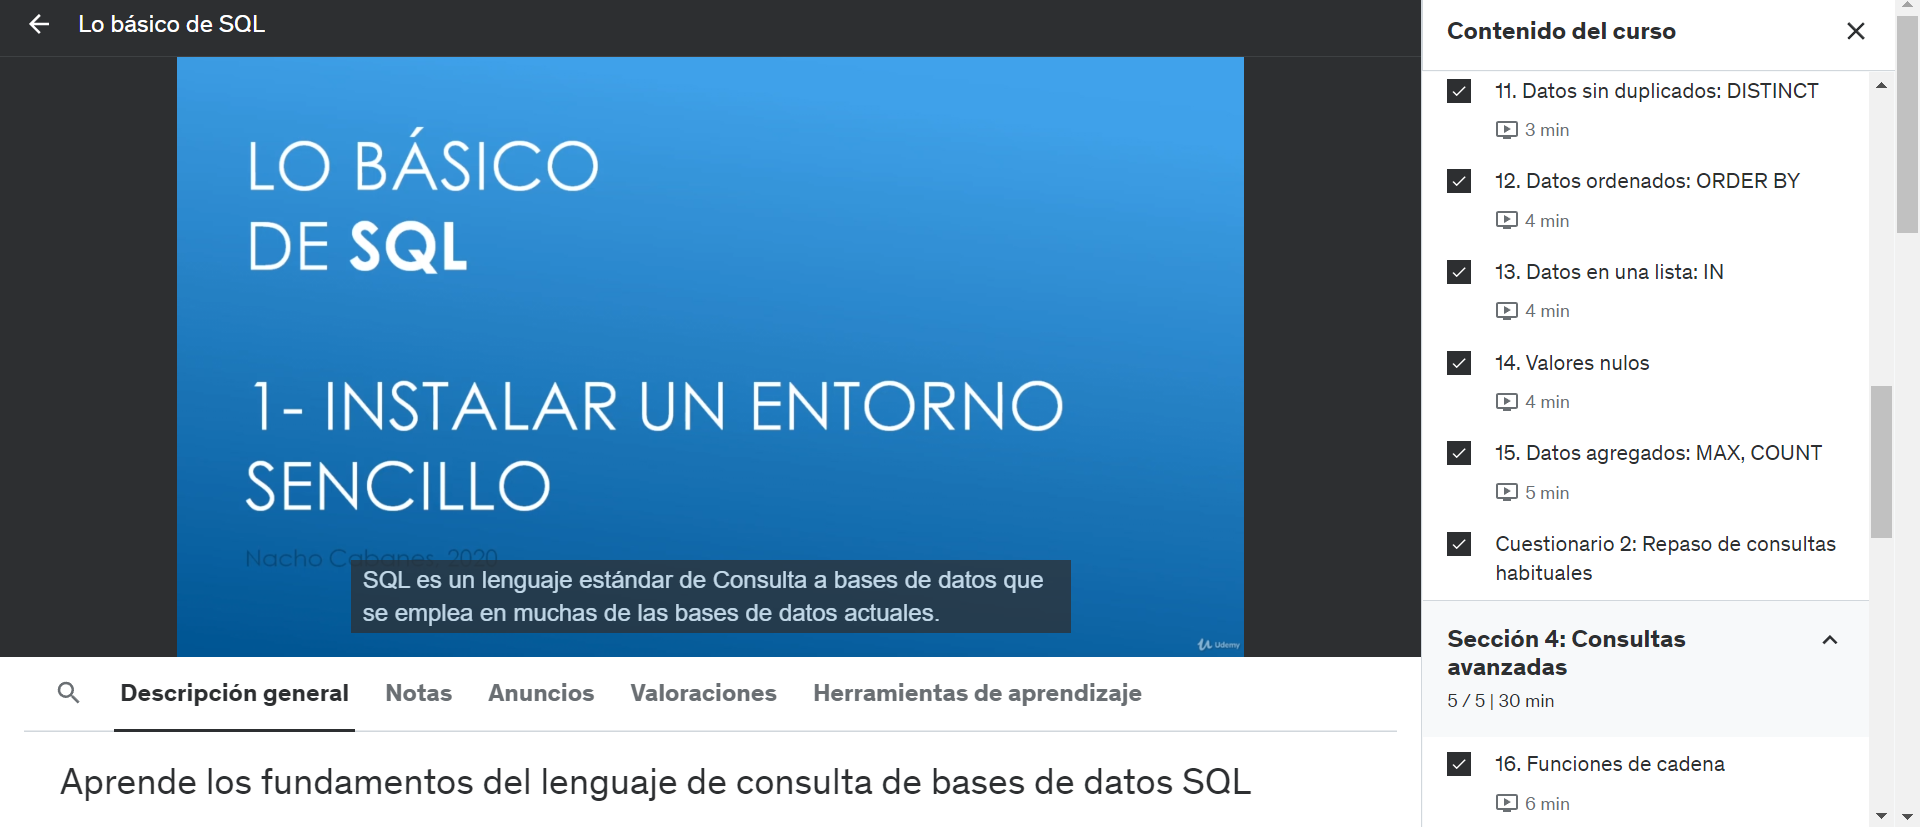 Lo básico de SQL
LO BÁSICO
DE SQL
1- INSTALAR UN ENTORNO
SENCILLO
Nacho Cabanes, 2020
SQL es un lenguaje estándar de Consulta a bases de datos que
se emplea en muchas de las bases de datos actuales.
Udemy
Descripción general
Notas
Anuncios
Valoraciones
Herramientas de aprendizaje
Aprende los fundamentos del lenguaje de consulta de bases de datos SQL
Contenido del curso
11. Datos sin duplicados: DISTINCT
3 min
12. Datos ordenados: ORDER BY
4 min
13. Datos en una lista: IN
4 min
14. Valores nulos
4 min
15. Datos agregados: MAX, COUNT
5 min
Cuestionario 2: Repaso de consultas
habituales
Sección 4: Consultas
avanzadas
5 / 5 | 30 min
16. Funciones de cadena
6 min